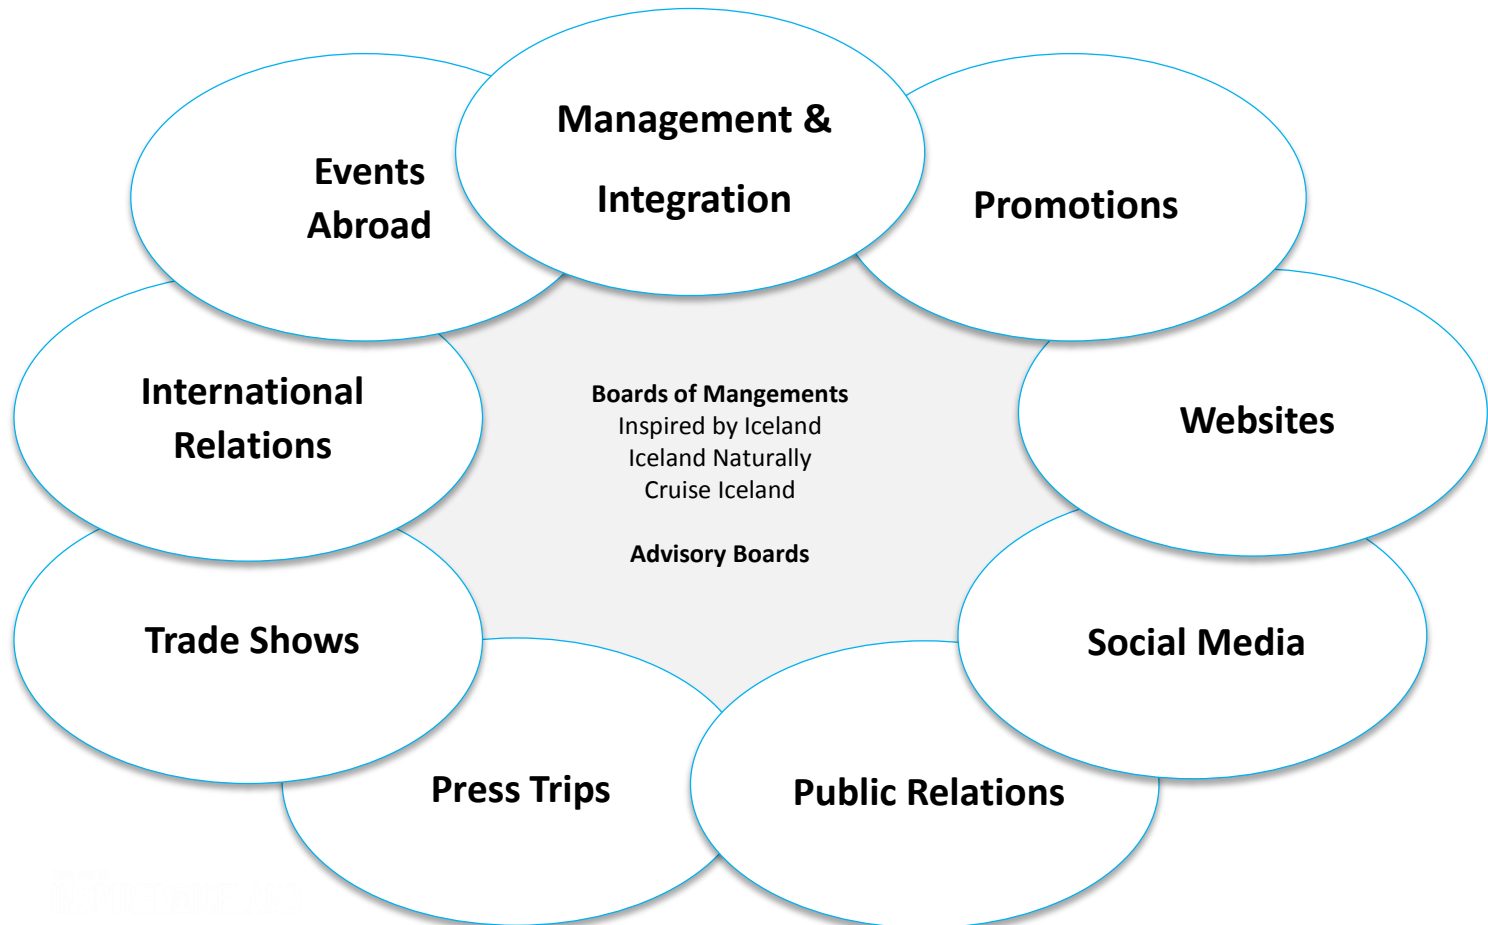 Management &
Integration
Events
Abroad
Promotions
International
Relations
Boards of Mangements
Inspired by Iceland
Iceland Naturally
Cruise Iceland
Advisory Boards
Websites
Trade Shows
Social Media
Press Trips
Public Relations